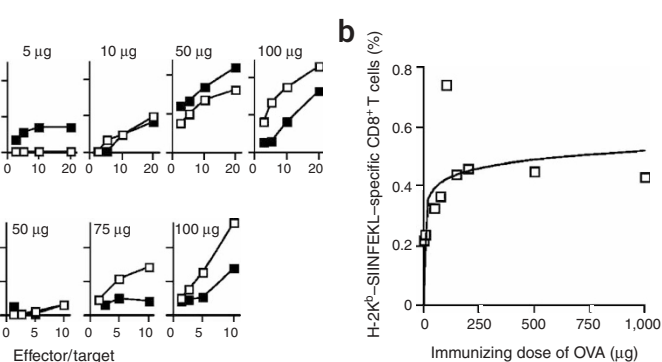 b
5 µg 10 µg 50 µg 100 µg
0 10 20 0 10 20 0 10 20 0 10 20
50 µg 75 µg 100 µg
0 5 10 0 5 10 0 5 10
Effector/target
H-2Kᵇ–SIINFEKL–specific CD8⁺ T cells (%)
0.8
0.6
0.4
0.2
0
0 250 500 750 1,000
Immunizing dose of OVA (µg)